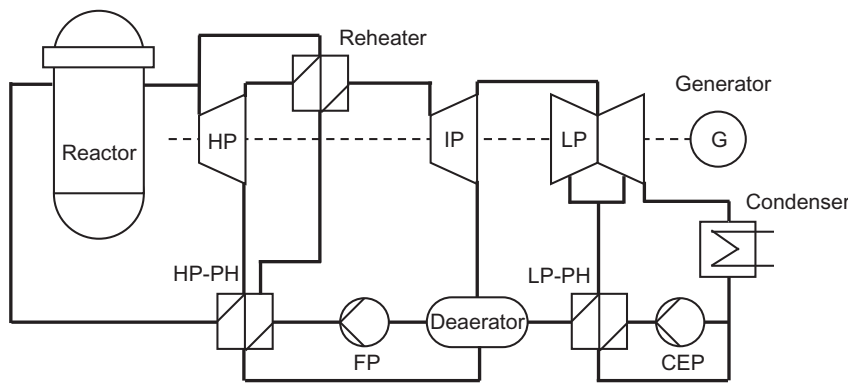 Reheater
Generator
Reactor
HP
IP
LP
G
Condenser
HP-PH
LP-PH
Deaerator
FP
CEP